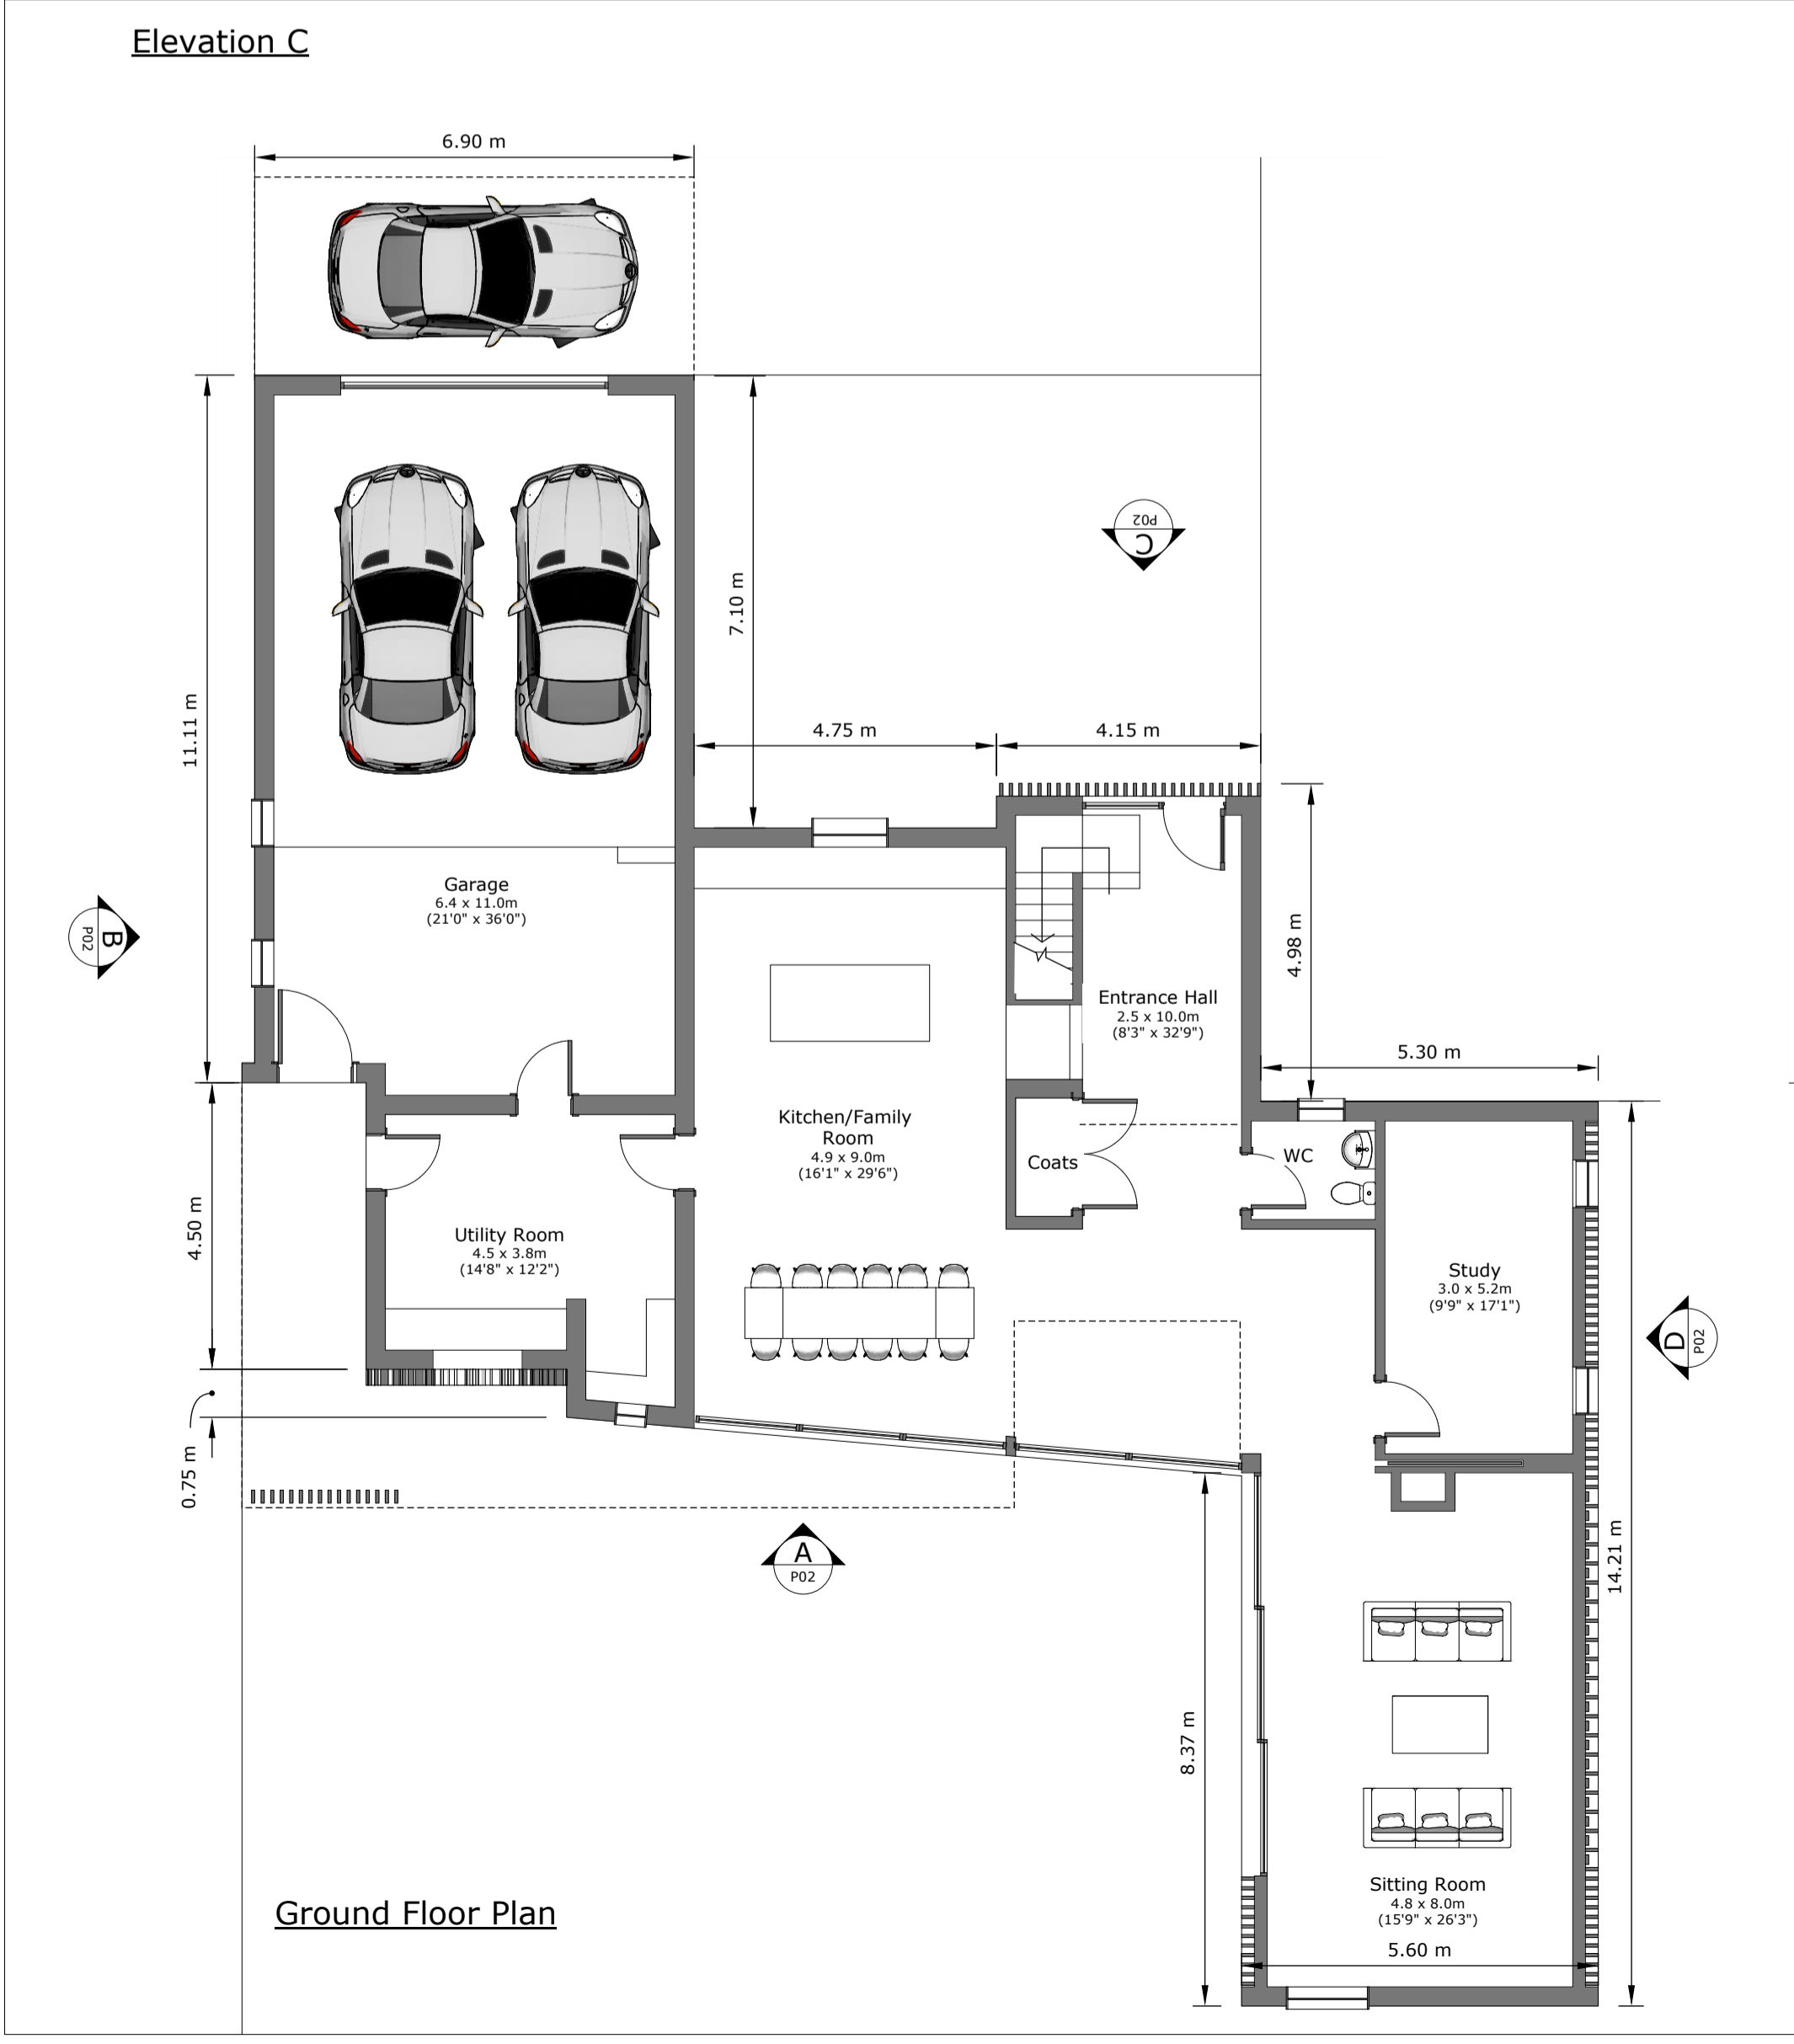 Elevation C
6.90 m
P02
C
7.10 m
11.11 m
4.75 m
4.15 m
Garage
6.4 x 11.0m
(21'0" x 36'0")
B
P02
4.98 m
Entrance Hall
2.5 x 10.0m
(8'3" x 32'9")
5.30 m
Kitchen/Family
Room
4.9 x 9.0m
(16'1" x 29'6")
Coats
WC
4.50 m
Utility Room
4.5 x 3.8m
(14'8" x 12'2")
Study
3.0 x 5.2m
(9'9" x 17'1")
D
P02
0.75 m
A
P02
14.21 m
8.37 m
Ground Floor Plan
Sitting Room
4.8 x 8.0m
(15'9" x 26'3")
5.60 m